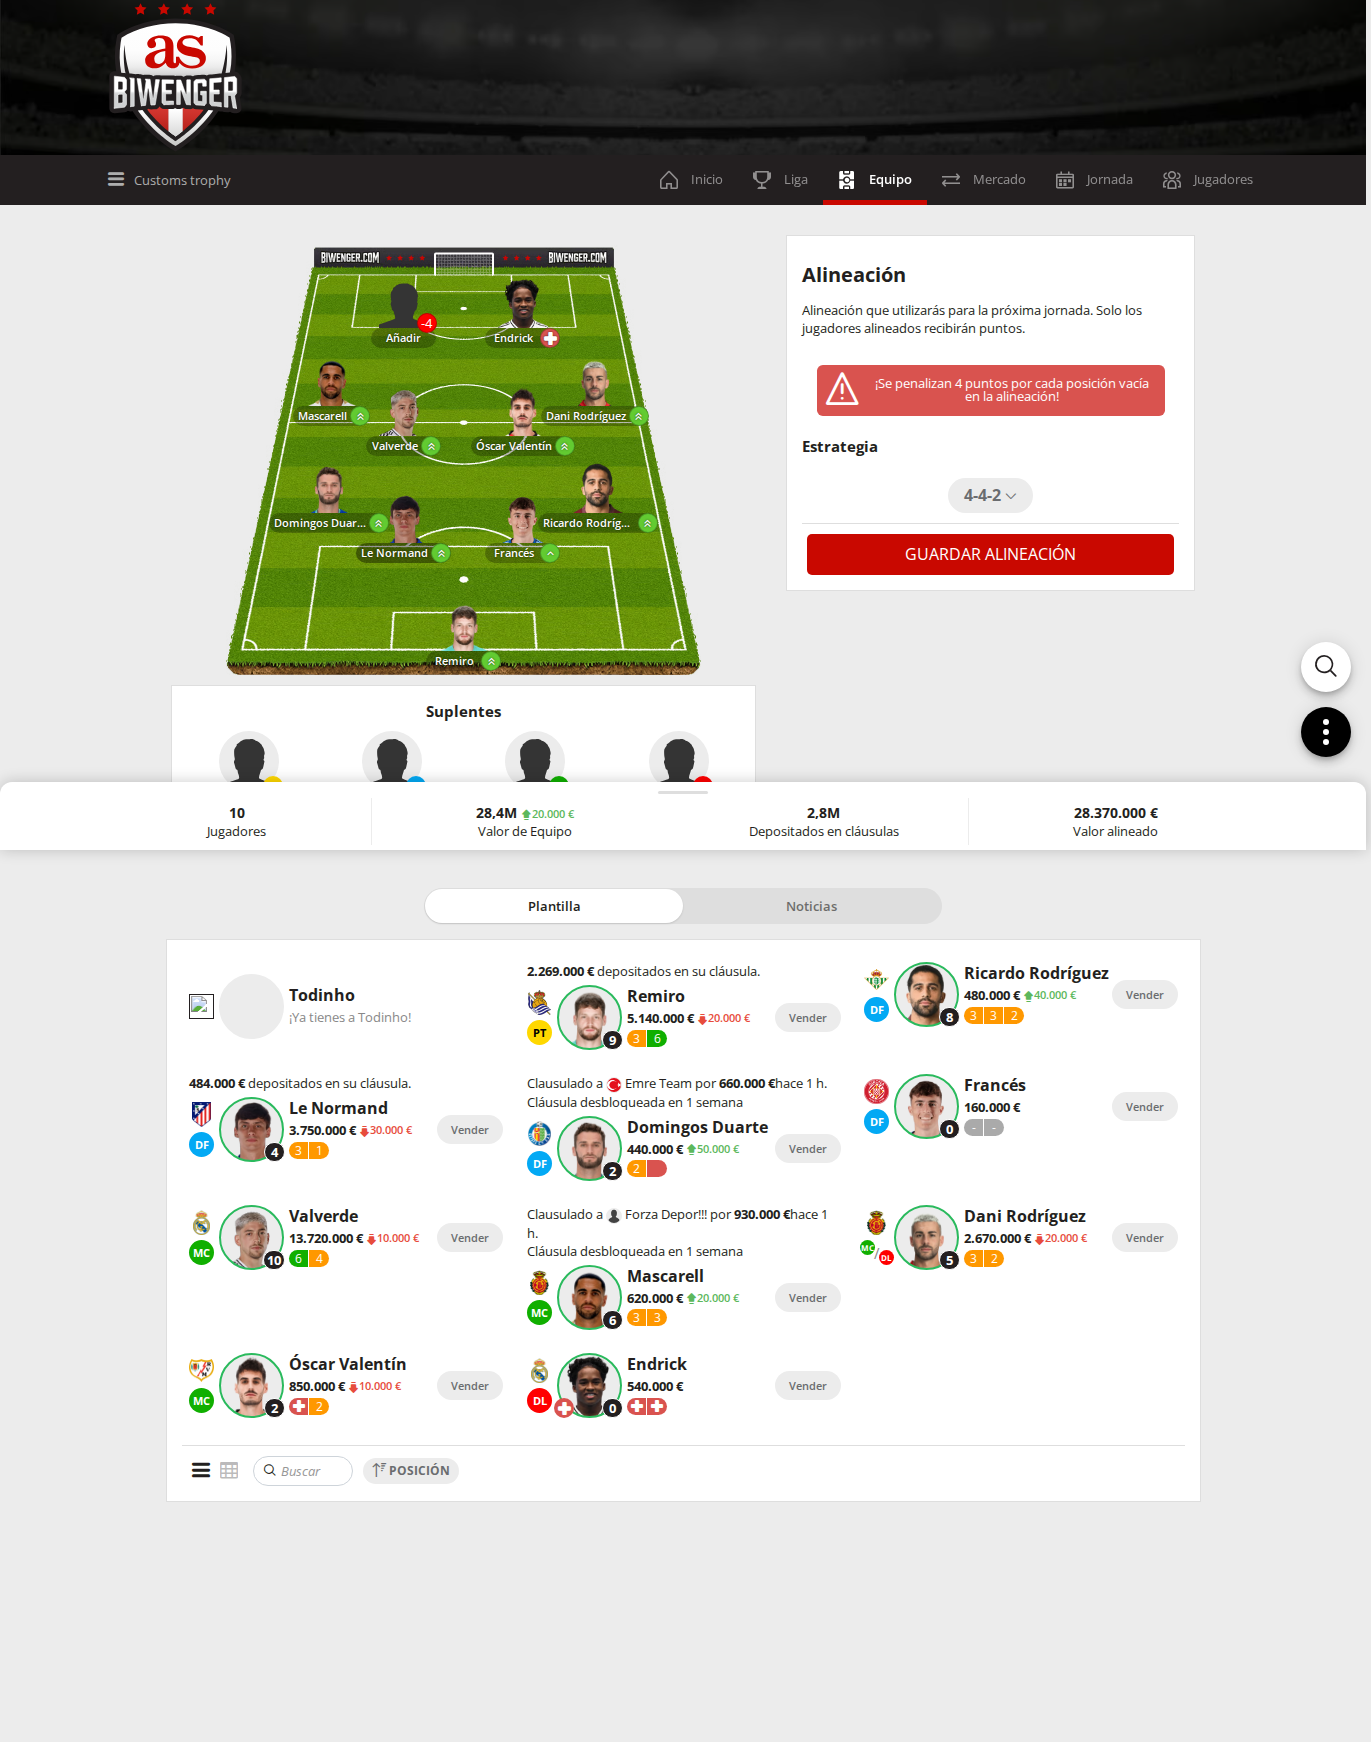 as
BIWENGER
Customs trophy
Inicio
Liga
Equipo
Mercado
Jornada
Jugadores
BIWENGER.COM
BIWENGER.COM
-4
Añadir
Endrick
Mascarell
Dani Rodríguez
Valverde
Óscar Valentín
Domingos Duar...
Ricardo Rodríg...
Le Normand
Francés
Remiro
Alineación
Alineación que utilizarás para la próxima jornada. Solo los
jugadores alineados recibirán puntos.
¡Se penalizan 4 puntos por cada posición vacía
en la alineación!
Estrategia
4-4-2
GUARDAR ALINEACIÓN
Suplentes
10
Jugadores
28,4M 20.000 €
Valor de Equipo
2,8M
Depositados en cláusulas
28.370.000 €
Valor alineado
Plantilla
Noticias
Todinho
¡Ya tienes a Todinho!
2.269.000 € depositados en su cláusula.
PT
9
Remiro
5.140.000 € 20.000 €
3 6
Vender
DF
8
Ricardo Rodríguez
480.000 € 40.000 €
3 3 2
Vender
484.000 € depositados en su cláusula.
DF
4
Le Normand
3.750.000 € 30.000 €
3 1
Vender
Clausulado a Emre Team por 660.000 €hace 1 h.
Cláusula desbloqueada en 1 semana
DF
2
Domingos Duarte
440.000 € 50.000 €
2
Vender
DF
0
Francés
160.000 €
- -
Vender
MC
10
Valverde
13.720.000 € 10.000 €
6 4
Vender
Clausulado a Forza Depor!!! por 930.000 €hace 1
h.
Cláusula desbloqueada en 1 semana
MC
6
Mascarell
620.000 € 20.000 €
3 3
Vender
MC/DL
5
Dani Rodríguez
2.670.000 € 20.000 €
3 2
Vender
MC
2
Óscar Valentín
850.000 € 10.000 €
2
Vender
DL
0
Endrick
540.000 €
Vender
Buscar
POSICIÓN